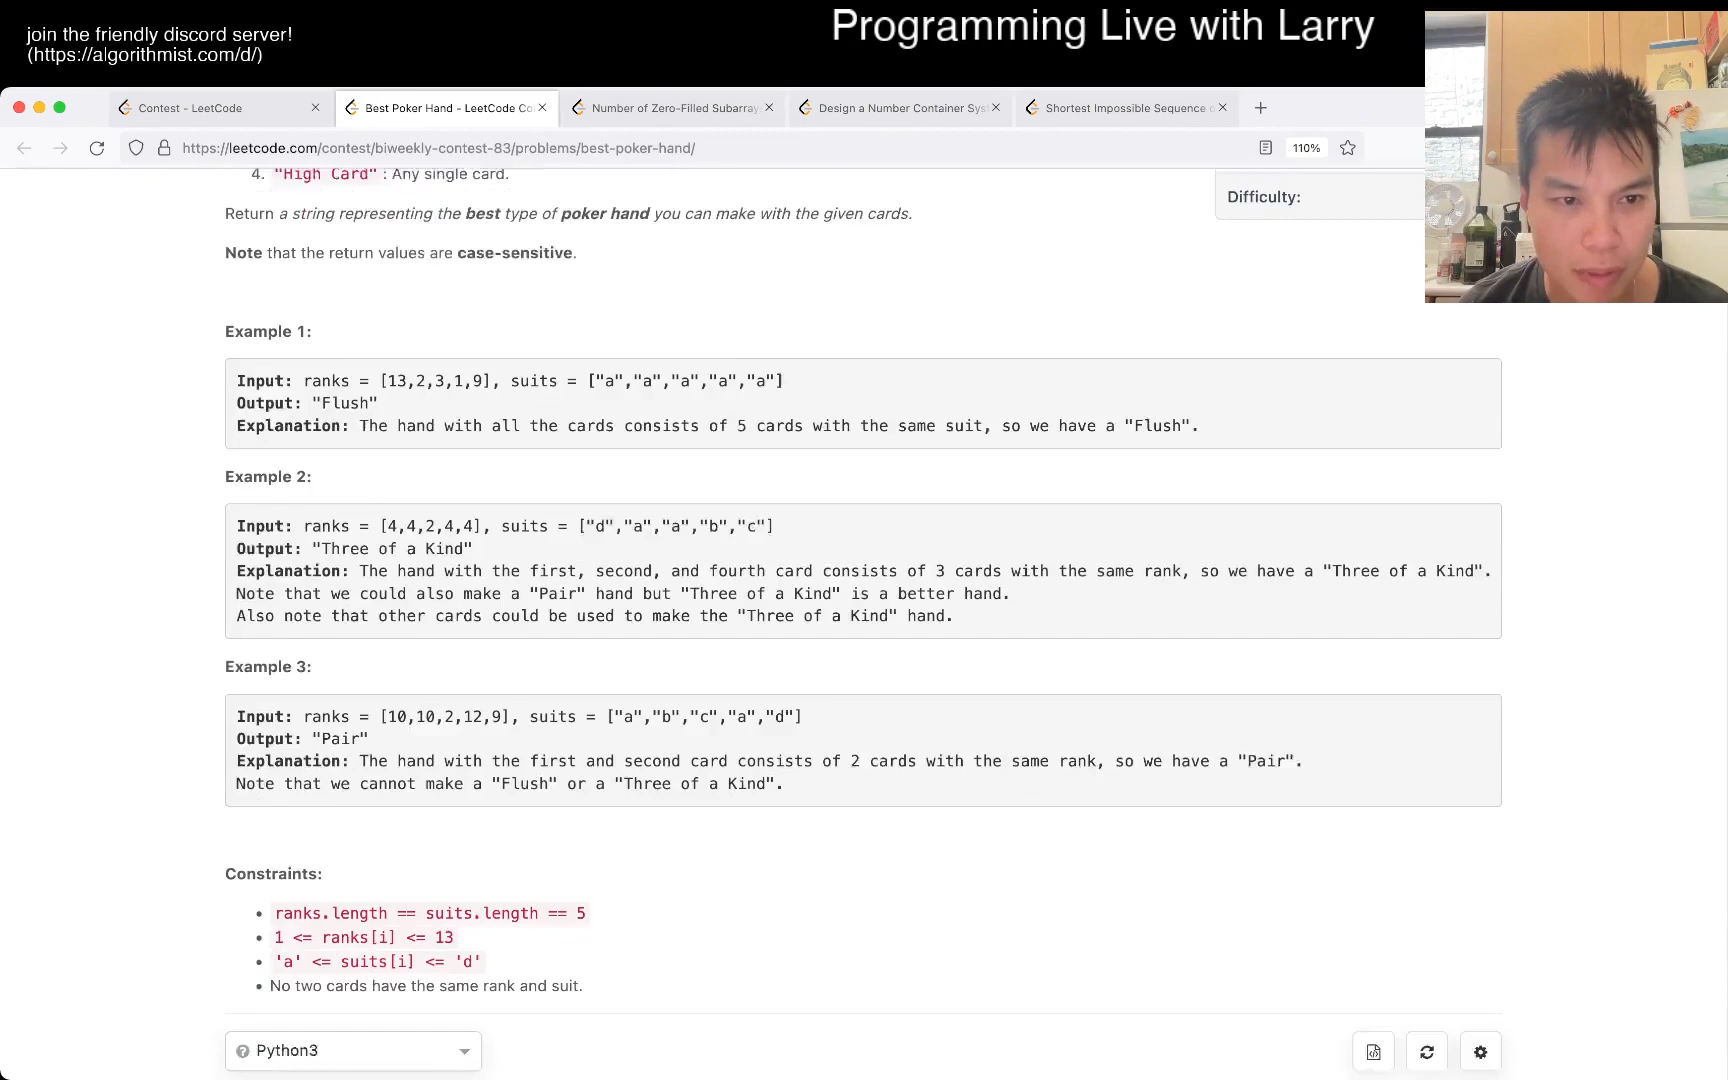 join the friendly discord server!
(https://algorithmist.com/d/)
Programming Live with Larry
Contest - LeetCode
Best Poker Hand - LeetCode Co
Number of Zero-Filled Subarray
Design a Number Container Sys
Shortest Impossible Sequence o
https://leetcode.com/contest/biweekly-contest-83/problems/best-poker-hand/
110%
4. "High Card" : Any single card.
Difficulty:
Return a string representing the best type of poker hand you can make with the given cards.
Note that the return values are case-sensitive.
Example 1:
Input: ranks = [13,2,3,1,9], suits = ["a","a","a","a","a"]
Output: "Flush"
Explanation: The hand with all the cards consists of 5 cards with the same suit, so we have a "Flush".
Example 2:
Input: ranks = [4,4,2,4,4], suits = ["d","a","a","b","c"]
Output: "Three of a Kind"
Explanation: The hand with the first, second, and fourth card consists of 3 cards with the same rank, so we have a "Three of a Kind".
Note that we could also make a "Pair" hand but "Three of a Kind" is a better hand.
Also note that other cards could be used to make the "Three of a Kind" hand.
Example 3:
Input: ranks = [10,10,2,12,9], suits = ["a","b","c","a","d"]
Output: "Pair"
Explanation: The hand with the first and second card consists of 2 cards with the same rank, so we have a "Pair".
Note that we cannot make a "Flush" or a "Three of a Kind".
Constraints:
• ranks.length == suits.length == 5
• 1 <= ranks[i] <= 13
• 'a' <= suits[i] <= 'd'
• No two cards have the same rank and suit.
Python3